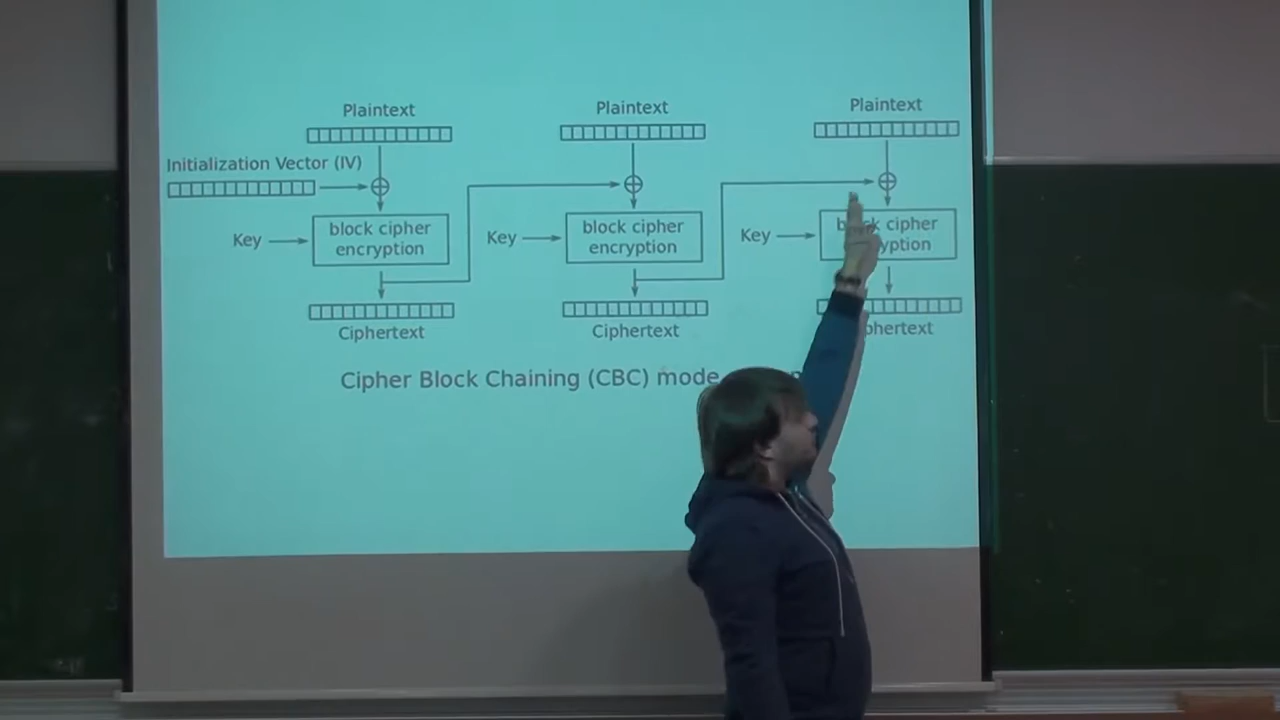 Plaintext
Plaintext
Plaintext
Initialization Vector (IV)
Key
block cipher
encryption
Key
block cipher
encryption
Key
cipher
Ciphertext
Ciphertext
Cipher Block Chaining (CBC) mode